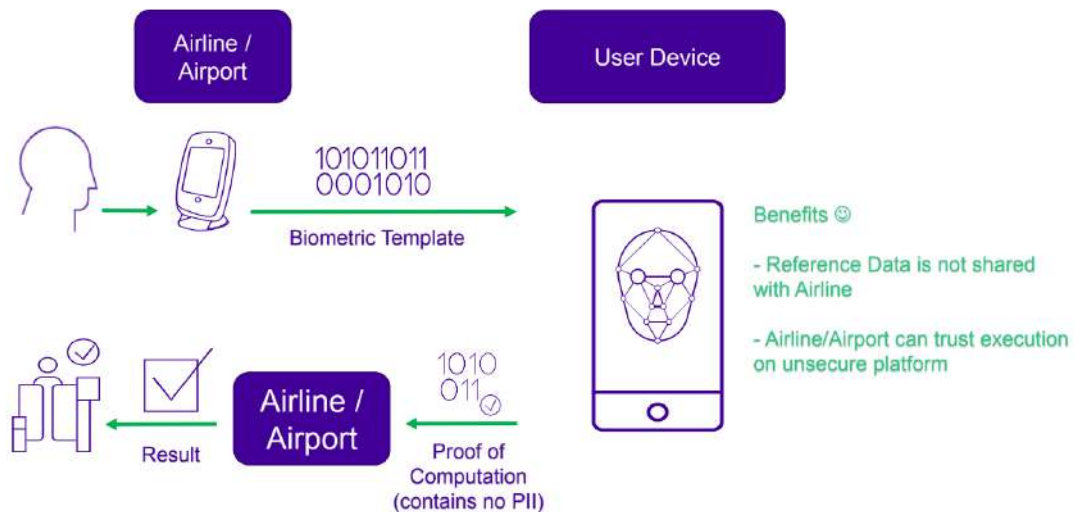 Airline /
Airport
User Device
101011011
0001010
Biometric Template
Benefits ☺
- Reference Data is not shared
with Airline
- Airline/Airport can trust execution
on unsecure platform
1010
011
Airline /
Airport
Result
Proof of
Computation
(contains no PII)